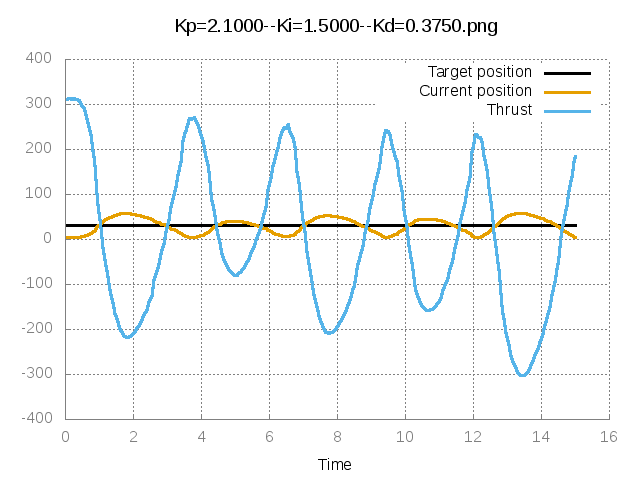 Kp=2.1000--Ki=1.5000--Kd=0.3750.png
Target position
Current position
Thrust
400
300
200
100
0
-100
-200
-300
-400
0 2 4 6 8 10 12 14 16
Time